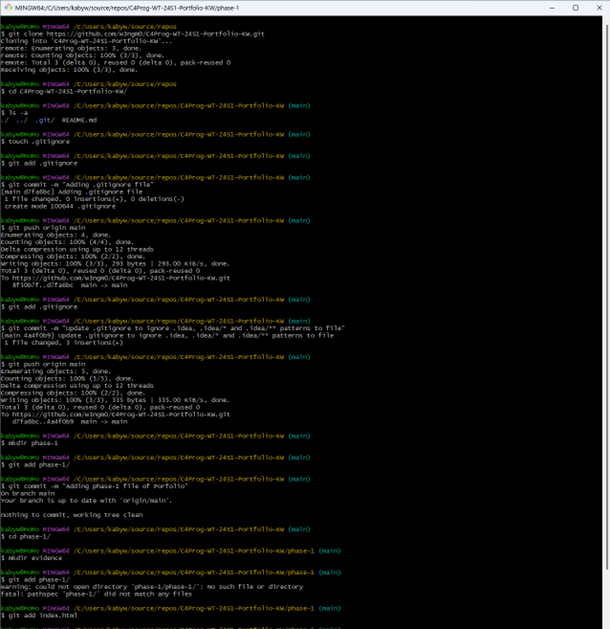 MINGW64:/C/Users/kabyw/source/repos/C4Prog-WT-24S1-Portfolio-KW/phase-1
kabyw@MoMo MINGW64 /C/Users/kabyw/source/repos
$ git clone https://github.com/w3ngm0/C4Prog-WT-24S1-Portfolio-KW.git
Cloning into 'C4Prog-WT-24S1-Portfolio-KW'...
remote: Enumerating objects: 3, done.
remote: Counting objects: 100% (3/3), done.
remote: Total 3 (delta 0), reused 0 (delta 0), pack-reused 0
Receiving objects: 100% (3/3), done.
kabyw@MoMo MINGW64 /C/Users/kabyw/source/repos
$ cd C4Prog-WT-24S1-Portfolio-KW/
kabyw@MoMo MINGW64 /C/Users/kabyw/source/repos/C4Prog-WT-24S1-Portfolio-KW (main)
$ ls -a
./ ../ .git/ README.md
kabyw@MoMo MINGW64 /C/Users/kabyw/source/repos/C4Prog-WT-24S1-Portfolio-KW (main)
$ touch .gitignore
kabyw@MoMo MINGW64 /C/Users/kabyw/source/repos/C4Prog-WT-24S1-Portfolio-KW (main)
$ git add .gitignore
kabyw@MoMo MINGW64 /C/Users/kabyw/source/repos/C4Prog-WT-24S1-Portfolio-KW (main)
$ git commit -m "Adding .gitignore file"
[main d7fa6bc] Adding .gitignore file
1 file changed, 0 insertions(+), 0 deletions(-)
create mode 100644 .gitignore
kabyw@MoMo MINGW64 /C/Users/kabyw/source/repos/C4Prog-WT-24S1-Portfolio-KW (main)
$ git push origin main
Enumerating objects: 4, done.
Counting objects: 100% (4/4), done.
Delta compression using up to 12 threads
Compressing objects: 100% (2/2), done.
Writing objects: 100% (3/3), 293 bytes | 293.00 KiB/s, done.
Total 3 (delta 0), reused 0 (delta 0), pack-reused 0
To https://github.com/w3ngm0/C4Prog-WT-24S1-Portfolio-KW.git
8f50b7f..d7fa6bc main -> main
kabyw@MoMo MINGW64 /C/Users/kabyw/source/repos/C4Prog-WT-24S1-Portfolio-KW (main)
$ git add .gitignore
kabyw@MoMo MINGW64 /C/Users/kabyw/source/repos/C4Prog-WT-24S1-Portfolio-KW (main)
$ git commit -m "Update .gitignore to ignore .idea, .idea/* and .idea/** patterns to file"
[main 4a4f0b9] Update .gitignore to ignore .idea, .idea/* and .idea/** patterns to file
1 file changed, 3 insertions(+)
kabyw@MoMo MINGW64 /C/Users/kabyw/source/repos/C4Prog-WT-24S1-Portfolio-KW (main)
$ git push origin main
Enumerating objects: 5, done.
Counting objects: 100% (5/5), done.
Delta compression using up to 12 threads
Compressing objects: 100% (2/2), done.
Writing objects: 100% (3/3), 335 bytes | 335.00 KiB/s, done.
Total 3 (delta 0), reused 0 (delta 0), pack-reused 0
To https://github.com/w3ngm0/C4Prog-WT-24S1-Portfolio-KW.git
d7fa6bc..4a4f0b9 main -> main
kabyw@MoMo MINGW64 /C/Users/kabyw/source/repos/C4Prog-WT-24S1-Portfolio-KW (main)
$ mkdir phase-1
kabyw@MoMo MINGW64 /C/Users/kabyw/source/repos/C4Prog-WT-24S1-Portfolio-KW (main)
$ git add phase-1/
kabyw@MoMo MINGW64 /C/Users/kabyw/source/repos/C4Prog-WT-24S1-Portfolio-KW (main)
$ git commit -m "Adding phase-1 file of Porfolio"
On branch main
Your branch is up to date with 'origin/main'.
nothing to commit, working tree clean
kabyw@MoMo MINGW64 /C/Users/kabyw/source/repos/C4Prog-WT-24S1-Portfolio-KW (main)
$ cd phase-1/
kabyw@MoMo MINGW64 /C/Users/kabyw/source/repos/C4Prog-WT-24S1-Portfolio-KW/phase-1 (main)
$ mkdir evidence
kabyw@MoMo MINGW64 /C/Users/kabyw/source/repos/C4Prog-WT-24S1-Portfolio-KW/phase-1 (main)
$ git add phase-1/
warning: could not open directory 'phase-1/phase-1/': No such file or directory
fatal: pathspec 'phase-1/' did not match any files
kabyw@MoMo MINGW64 /C/Users/kabyw/source/repos/C4Prog-WT-24S1-Portfolio-KW/phase-1 (main)
$ git add index.html
kabyw@MoMo MINGW64 /C/Users/kabyw/source/repos/C4Prog-WT-24S1-Portfolio-KW/phase-1 (main)